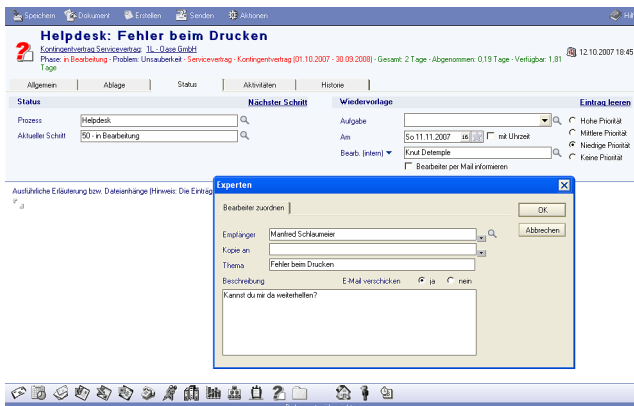 Speichern Dokument Erstellen Senden Aktionen Hil
Helpdesk: Fehler beim Drucken
Kontingentvertrag Servicevertrag: 1L - Oase GmbH
12.10.2007 18:45
Phase: in Bearbeitung - Problem: Unsauberkeit - Servicevertrag - Kontingentvertrag (01.10.2007 - 30.09.2008) - Gesamt: 2 Tage - Abgenommen: 0,19 Tage - Verfügbar: 1,81
Tage
Allgemein Ablage Status Aktivitäten Historie
Status Nächster Schritt Wiedervorlage Eintrag leeren
Prozess Helpdesk Aufgabe Hohe Priorität
Aktueller Schritt 50 - in Bearbeitung Am So 11.11.2007 16 mit Uhrzeit Mittlere Priorität
Niedrige Priorität
Bearb. (intern) Knut Detemple Keine Priorität
Bearbeiter per Mail informieren
Ausführliche Erläuterung bzw. Dateianhänge (Hinweis: Die Einträg
Experten
Bearbeiter zuordnen
OK
Empfänger Manfred Schlaumeier Abbrechen
Kopie an
Thema Fehler beim Drucken
Beschreibung E-Mail verschicken ja nein
Kannst du mir da weiterhelfen?